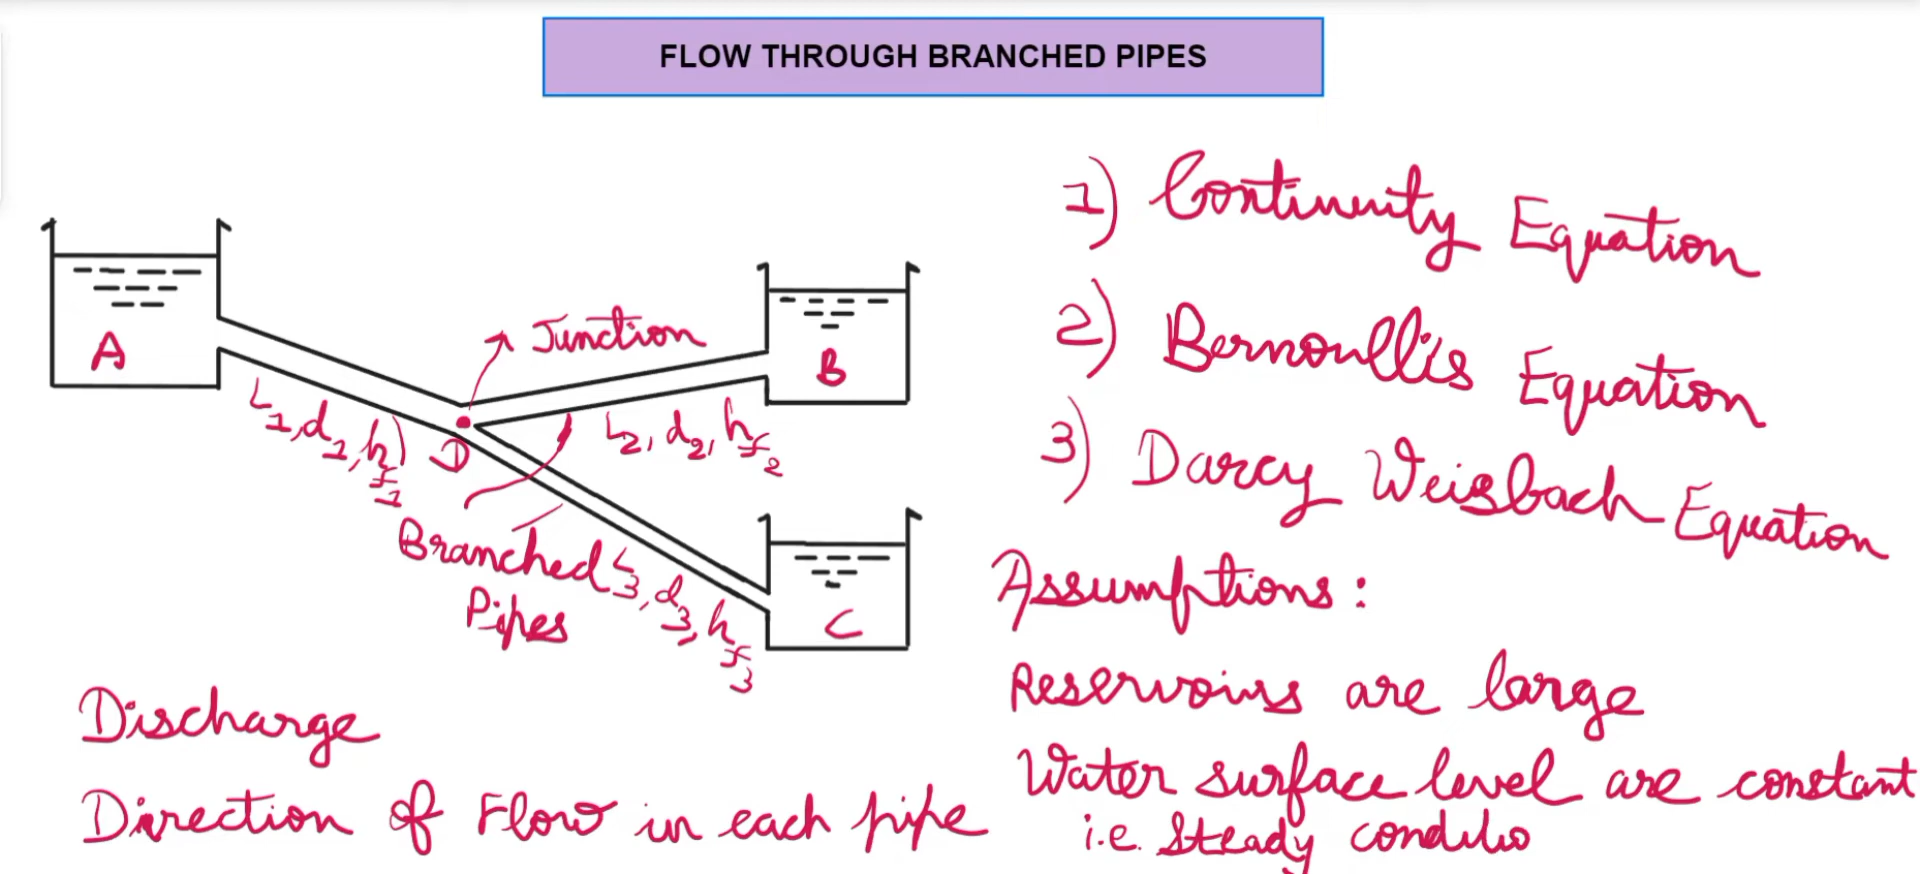 FLOW THROUGH BRANCHED PIPES
A
B
C
D
Junction
L1, d1, hf1
L2, d2, hf2
Branched
Pipes
L3, d3, hf3
Discharge
Direction of Flow in each pipe
1) Continuity Equation
2) Bernoullis Equation
3) Darcy Weisbach Equation
Assumptions :
Reservoirs are large
Water surface level are constant
i.e. Steady conditio